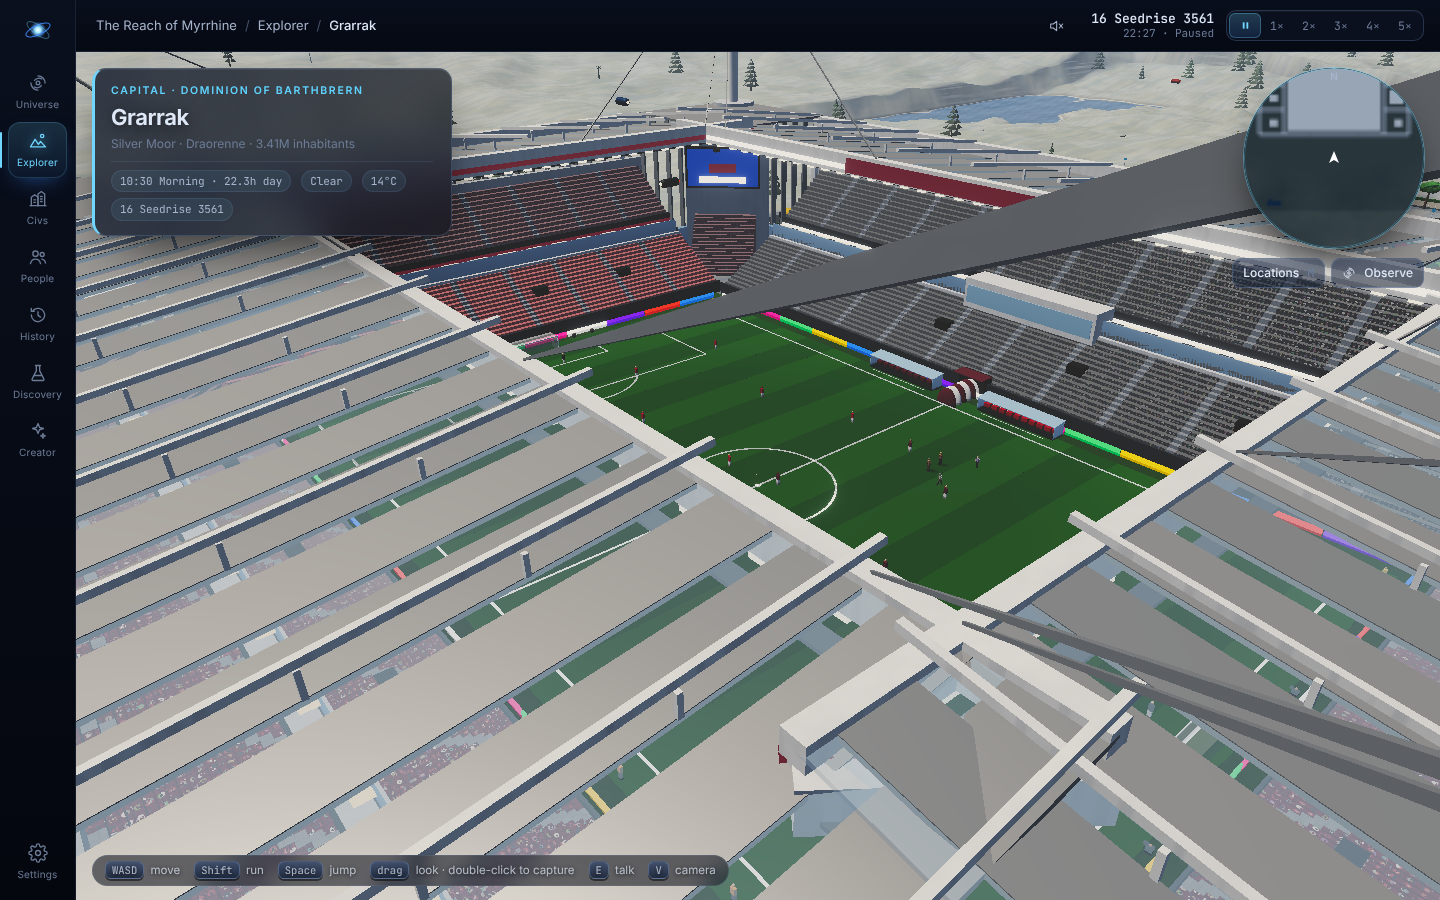 The Reach of Myrrhine / Explorer / Grarrak
16 Seedrise 3561
22:27 · Paused
1×
2×
3×
4×
5×
Universe
Explorer
Civs
People
History
Discovery
Creator
Settings
CAPITAL · DOMINION OF BARTHBRERN
Grarrak
Silver Moor · Draorenne · 3.41M inhabitants
10:30 Morning · 22.3h day
Clear
14°C
16 Seedrise 3561
N
Locations
Observe
WASD move Shift run Space jump drag look · double-click to capture E talk V camera